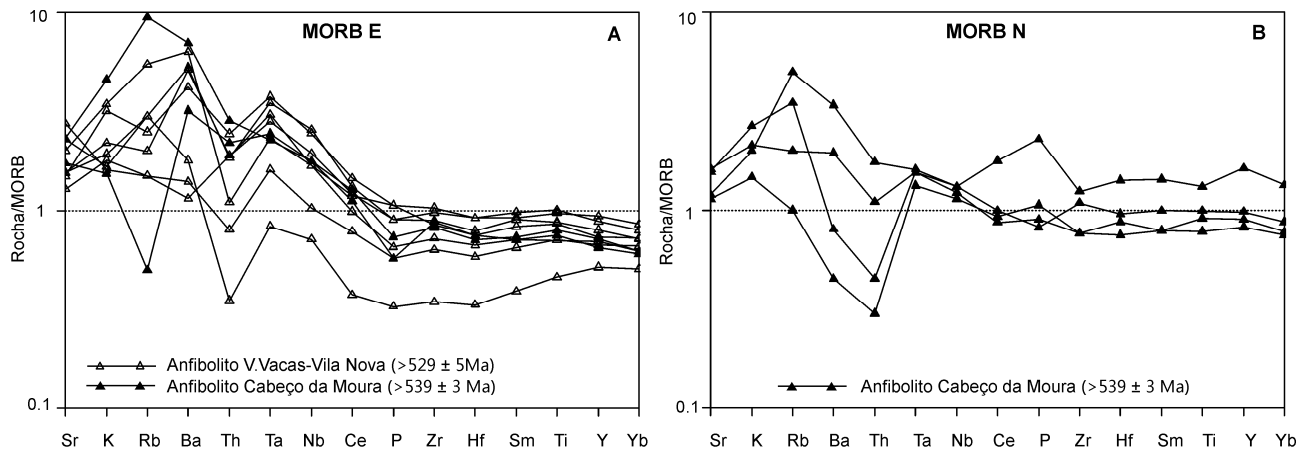 MORB E
A
10
1
0.1
Rocha/MORB
Anfibolito V.Vacas-Vila Nova (>529 ± 5Ma)
Anfibolito Cabeço da Moura (>539 ± 3 Ma)
Sr K Rb Ba Th Ta Nb Ce P Zr Hf Sm Ti Y Yb
MORB N
B
10
1
0.1
Rocha/MORB
Anfibolito Cabeço da Moura (>539 ± 3 Ma)
Sr K Rb Ba Th Ta Nb Ce P Zr Hf Sm Ti Y Yb